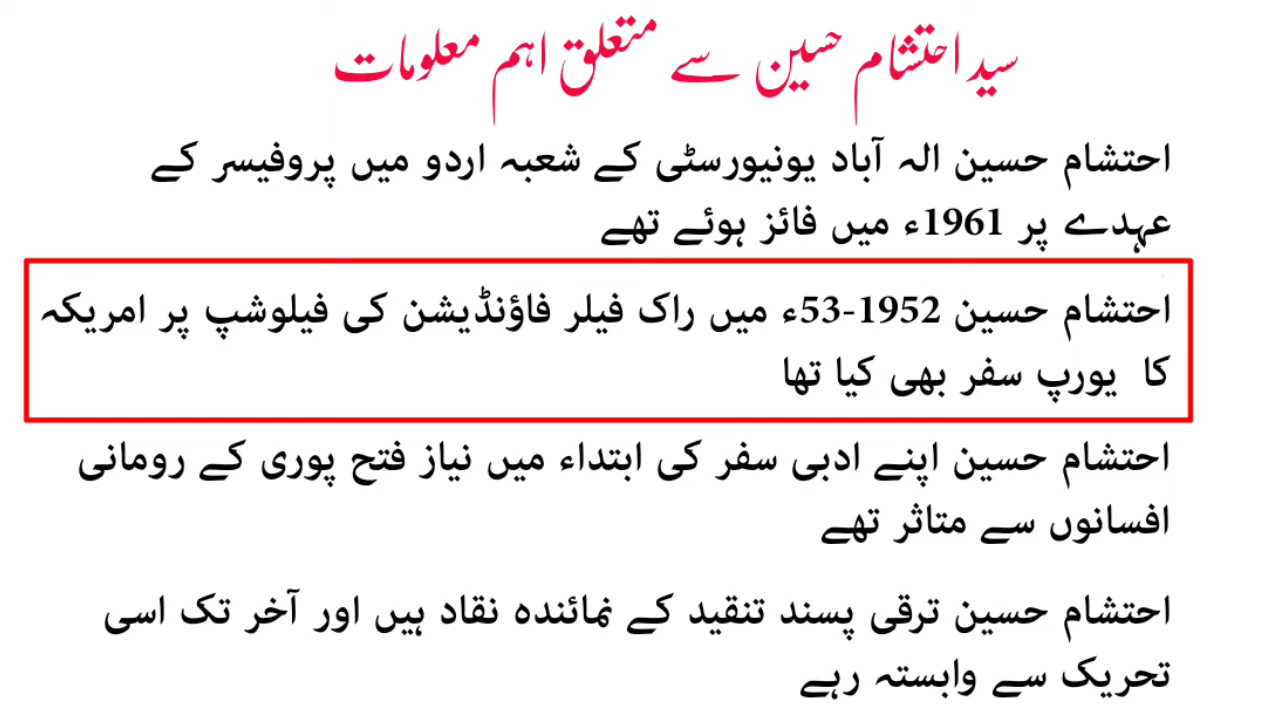 سید احتشام حسین سے متعلق اہم معلومات
احتشام حسین الہ آباد یونیورسٹی کے شعبہ اردو میں پروفیسر کے
عہدے پر 1961ء میں فائز ہوئے تھے
احتشام حسین 1952-53ء میں راک فیلر فاؤنڈیشن کی فیلوشپ پر امریکہ
کا یورپ سفر بھی کیا تھا
احتشام حسین اپنے ادبی سفر کی ابتداء میں نیاز فتح پوری کے رومانی
افسانوں سے متاثر تھے
احتشام حسین ترقی پسند تنقید کے نمائندہ نقاد ہیں اور آخر تک اسی
تحریک سے وابستہ رہے